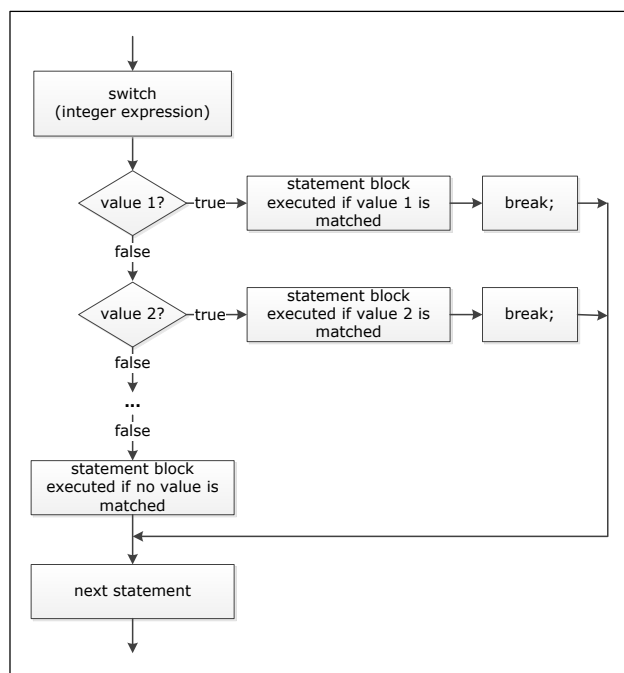 switch
(integer expression)
value 1?
true
statement block
executed if value 1 is
matched
break;
false
value 2?
true
statement block
executed if value 2 is
matched
break;
false
...
false
statement block
executed if no value is
matched
next statement